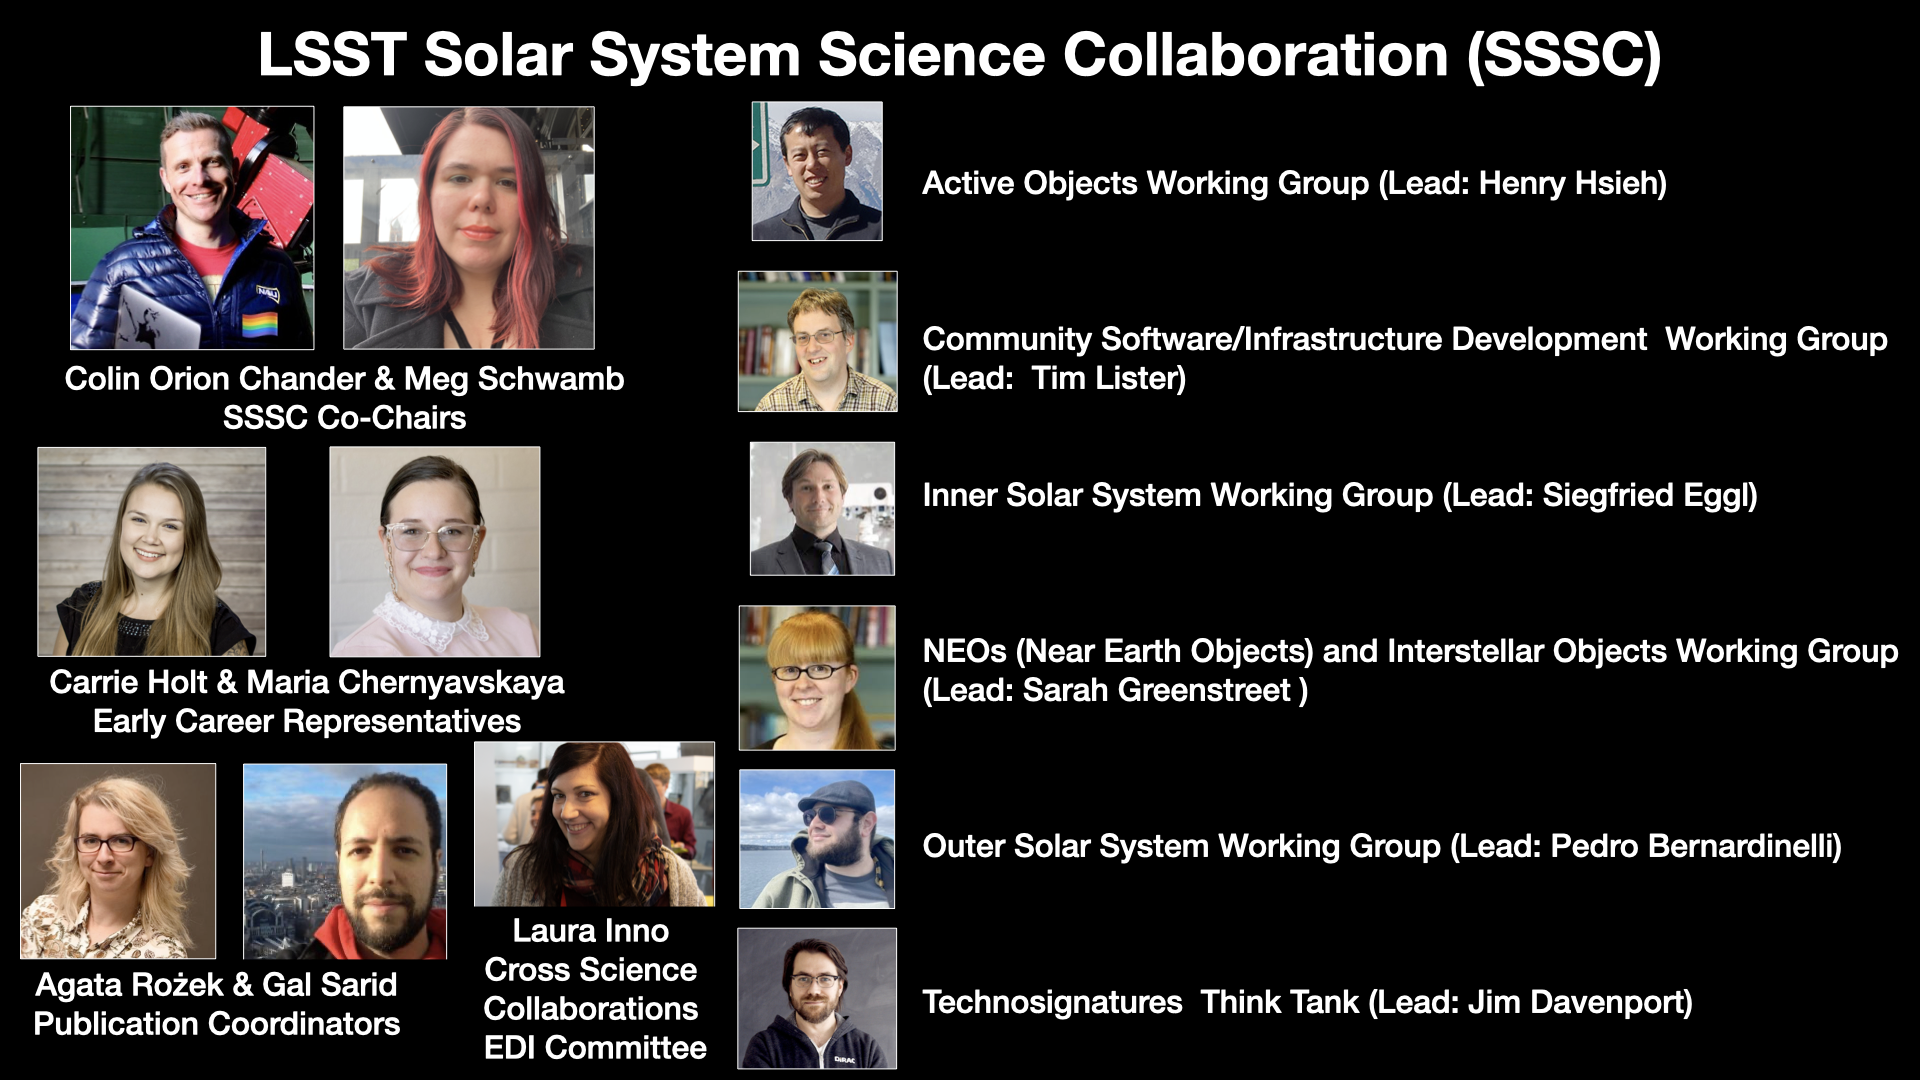 LSST Solar System Science Collaboration (SSSC)
NAU
Colin Orion Chander & Meg Schwamb
SSSC Co-Chairs
Carrie Holt & Maria Chernyavskaya
Early Career Representatives
Agata Rożek & Gal Sarid
Publication Coordinators
Laura Inno
Cross Science
Collaborations
EDI Committee
Active Objects Working Group (Lead: Henry Hsieh)
Community Software/Infrastructure Development  Working Group
(Lead:  Tim Lister)
Inner Solar System Working Group (Lead: Siegfried Eggl)
NEOs (Near Earth Objects) and Interstellar Objects Working Group
(Lead: Sarah Greenstreet )
Outer Solar System Working Group (Lead: Pedro Bernardinelli)
Technosignatures  Think Tank (Lead: Jim Davenport)
DiRAC